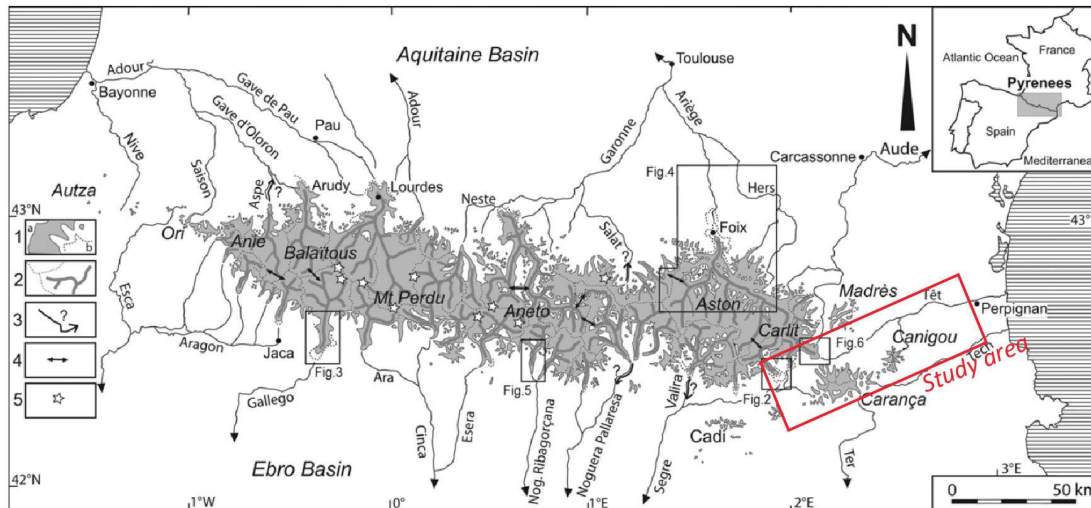 Aquitaine Basin
N
Toulouse
Atlantic Ocean
France
Pyrenees
Spain
Mediterranean
Adour
Bayonne
Gave de Pau
Gave d'Oloron
Pau
Adour
Nive
Saison
Aspe
?
Arudy
Lourdes
Neste
Garonne
Ariège
Carcassonne
Aude
Fig.4
Hers
Foix
Salat ?
Autza
43°N
43°
1
a
b
2
3
?
4
5
Ori
Anie
Balaïtous
Mt Perdu
Aneto
Aston
Carlit
Madrès
Têt
Perpignan
Canigou
Tech
Study area
Carança
Fig.6
Fig.2
Esca
Aragon
Jaca
Fig.3
Gallego
Ara
Cinca
Esera
Fig.5
Nog. Ribagorçana
Noguera Pallaresa
?
Valira
?
Segre
Cadi
Ter
Ebro Basin
42°N
1°W
0°
1°E
2°E
3°E
0 50 km